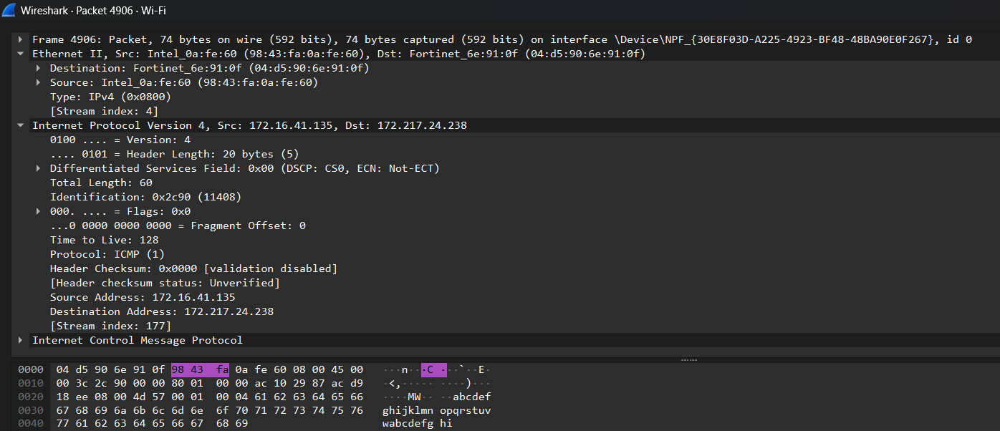 Wireshark · Packet 4906 · Wi-Fi
Frame 4906: Packet, 74 bytes on wire (592 bits), 74 bytes captured (592 bits) on interface \Device\NPF_{30E8F03D-A225-4923-BF48-48BA90E0F267}, id 0
Ethernet II, Src: Intel_0a:fe:60 (98:43:fa:0a:fe:60), Dst: Fortinet_6e:91:0f (04:d5:90:6e:91:0f)
Destination: Fortinet_6e:91:0f (04:d5:90:6e:91:0f)
Source: Intel_0a:fe:60 (98:43:fa:0a:fe:60)
Type: IPv4 (0x0800)
[Stream index: 4]
Internet Protocol Version 4, Src: 172.16.41.135, Dst: 172.217.24.238
0100 .... = Version: 4
.... 0101 = Header Length: 20 bytes (5)
Differentiated Services Field: 0x00 (DSCP: CS0, ECN: Not-ECT)
Total Length: 60
Identification: 0x2c90 (11408)
000. .... = Flags: 0x0
...0 0000 0000 0000 = Fragment Offset: 0
Time to Live: 128
Protocol: ICMP (1)
Header Checksum: 0x0000 [validation disabled]
[Header checksum status: Unverified]
Source Address: 172.16.41.135
Destination Address: 172.217.24.238
[Stream index: 177]
Internet Control Message Protocol
0000 04 d5 90 6e 91 0f 98 43 fa 0a fe 60 08 00 45 00 ···n···C ···`··E·
0010 00 3c 2c 90 00 00 80 01 00 00 ac 10 29 87 ac d9 ·<,····· ····)···
0020 18 ee 08 00 4d 57 00 01 00 04 61 62 63 64 65 66 ····MW·· ··abcdef
0030 67 68 69 6a 6b 6c 6d 6e 6f 70 71 72 73 74 75 76 ghijklmn opqrstuv
0040 77 61 62 63 64 65 66 67 68 69 wabcdefg hi